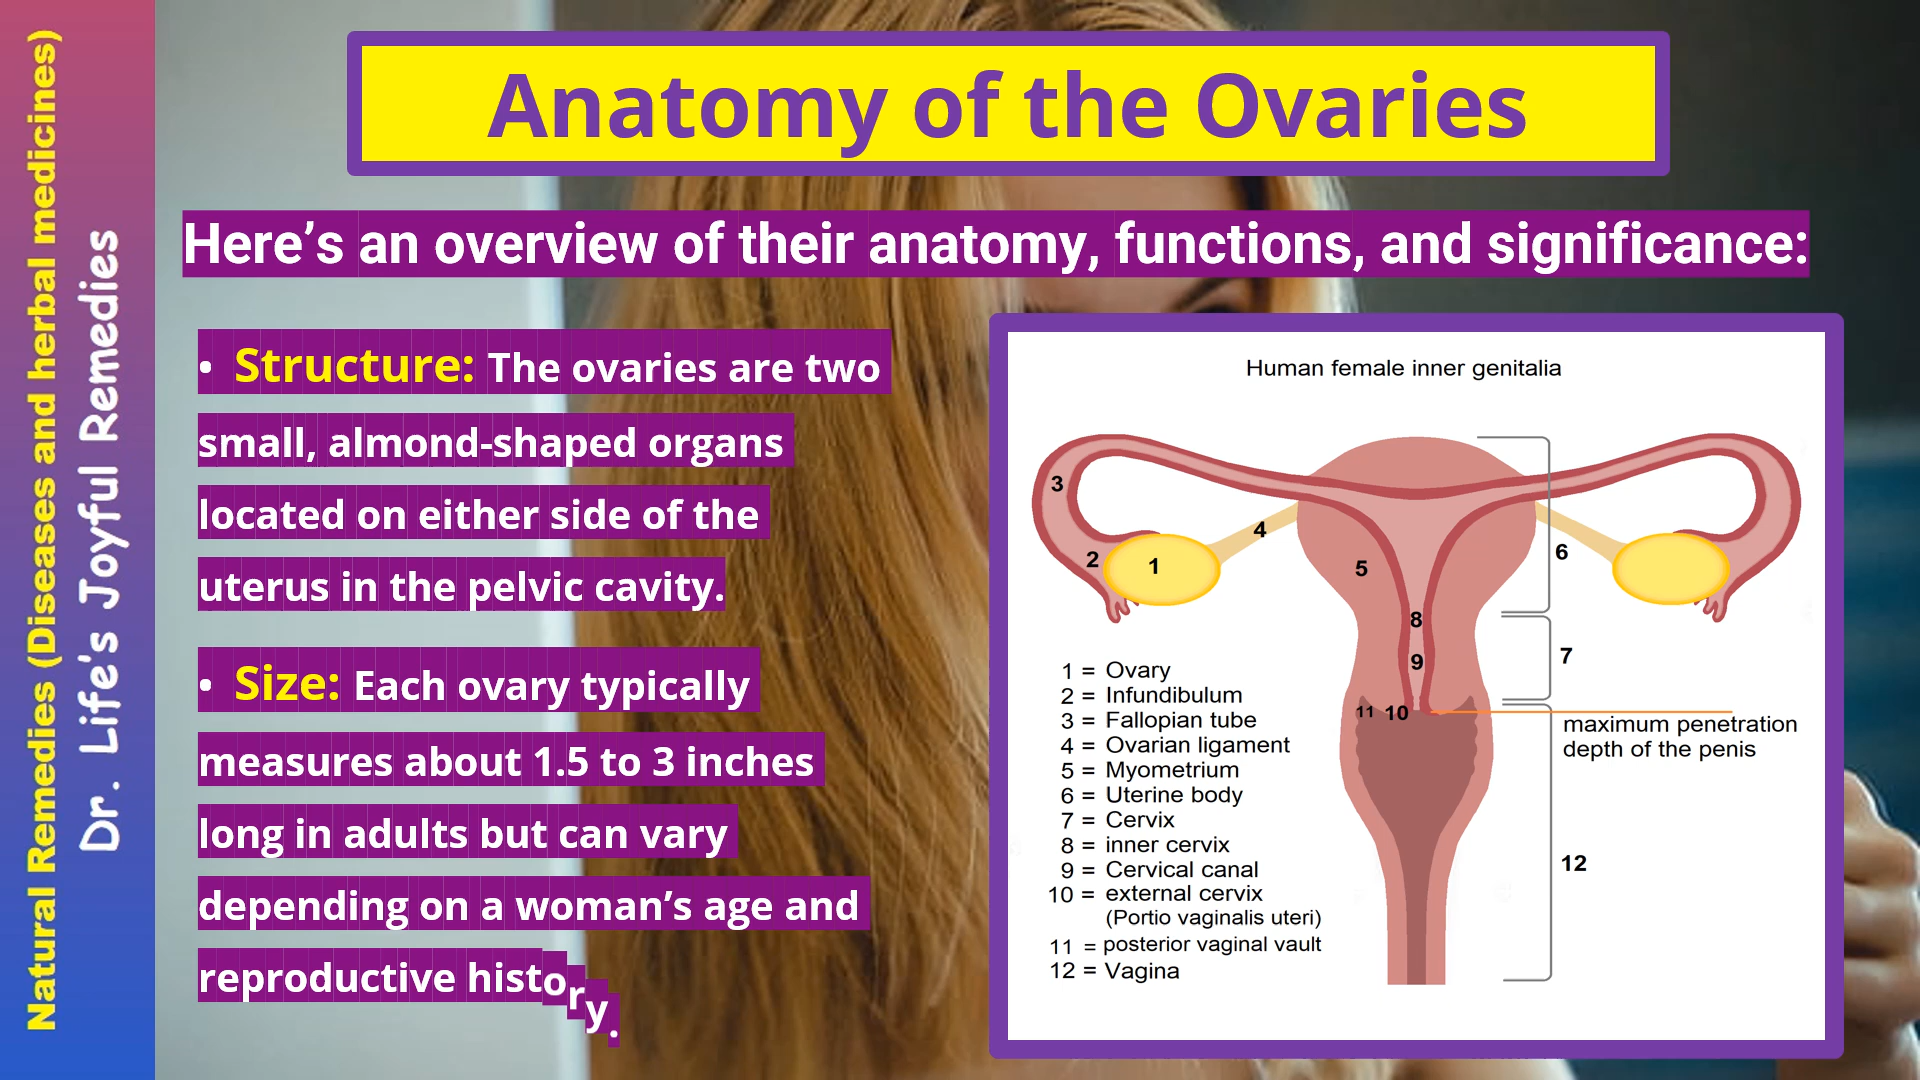 Natural Remedies (Diseases and herbal medicines)
Dr. Life's Joyful Remedies
Anatomy of the Ovaries
Here’s an overview of their anatomy, functions, and significance:
• Structure: The ovaries are two
small, almond-shaped organs
located on either side of the
uterus in the pelvic cavity.
• Size: Each ovary typically
measures about 1.5 to 3 inches
long in adults but can vary
depending on a woman’s age and
reproductive history.
Human female inner genitalia
3
4
2
1
5
6
8
9
7
11
10
12
maximum penetration
depth of the penis
1 = Ovary
2 = Infundibulum
3 = Fallopian tube
4 = Ovarian ligament
5 = Myometrium
6 = Uterine body
7 = Cervix
8 = inner cervix
9 = Cervical canal
10 = external cervix
(Portio vaginalis uteri)
11 = posterior vaginal vault
12 = Vagina